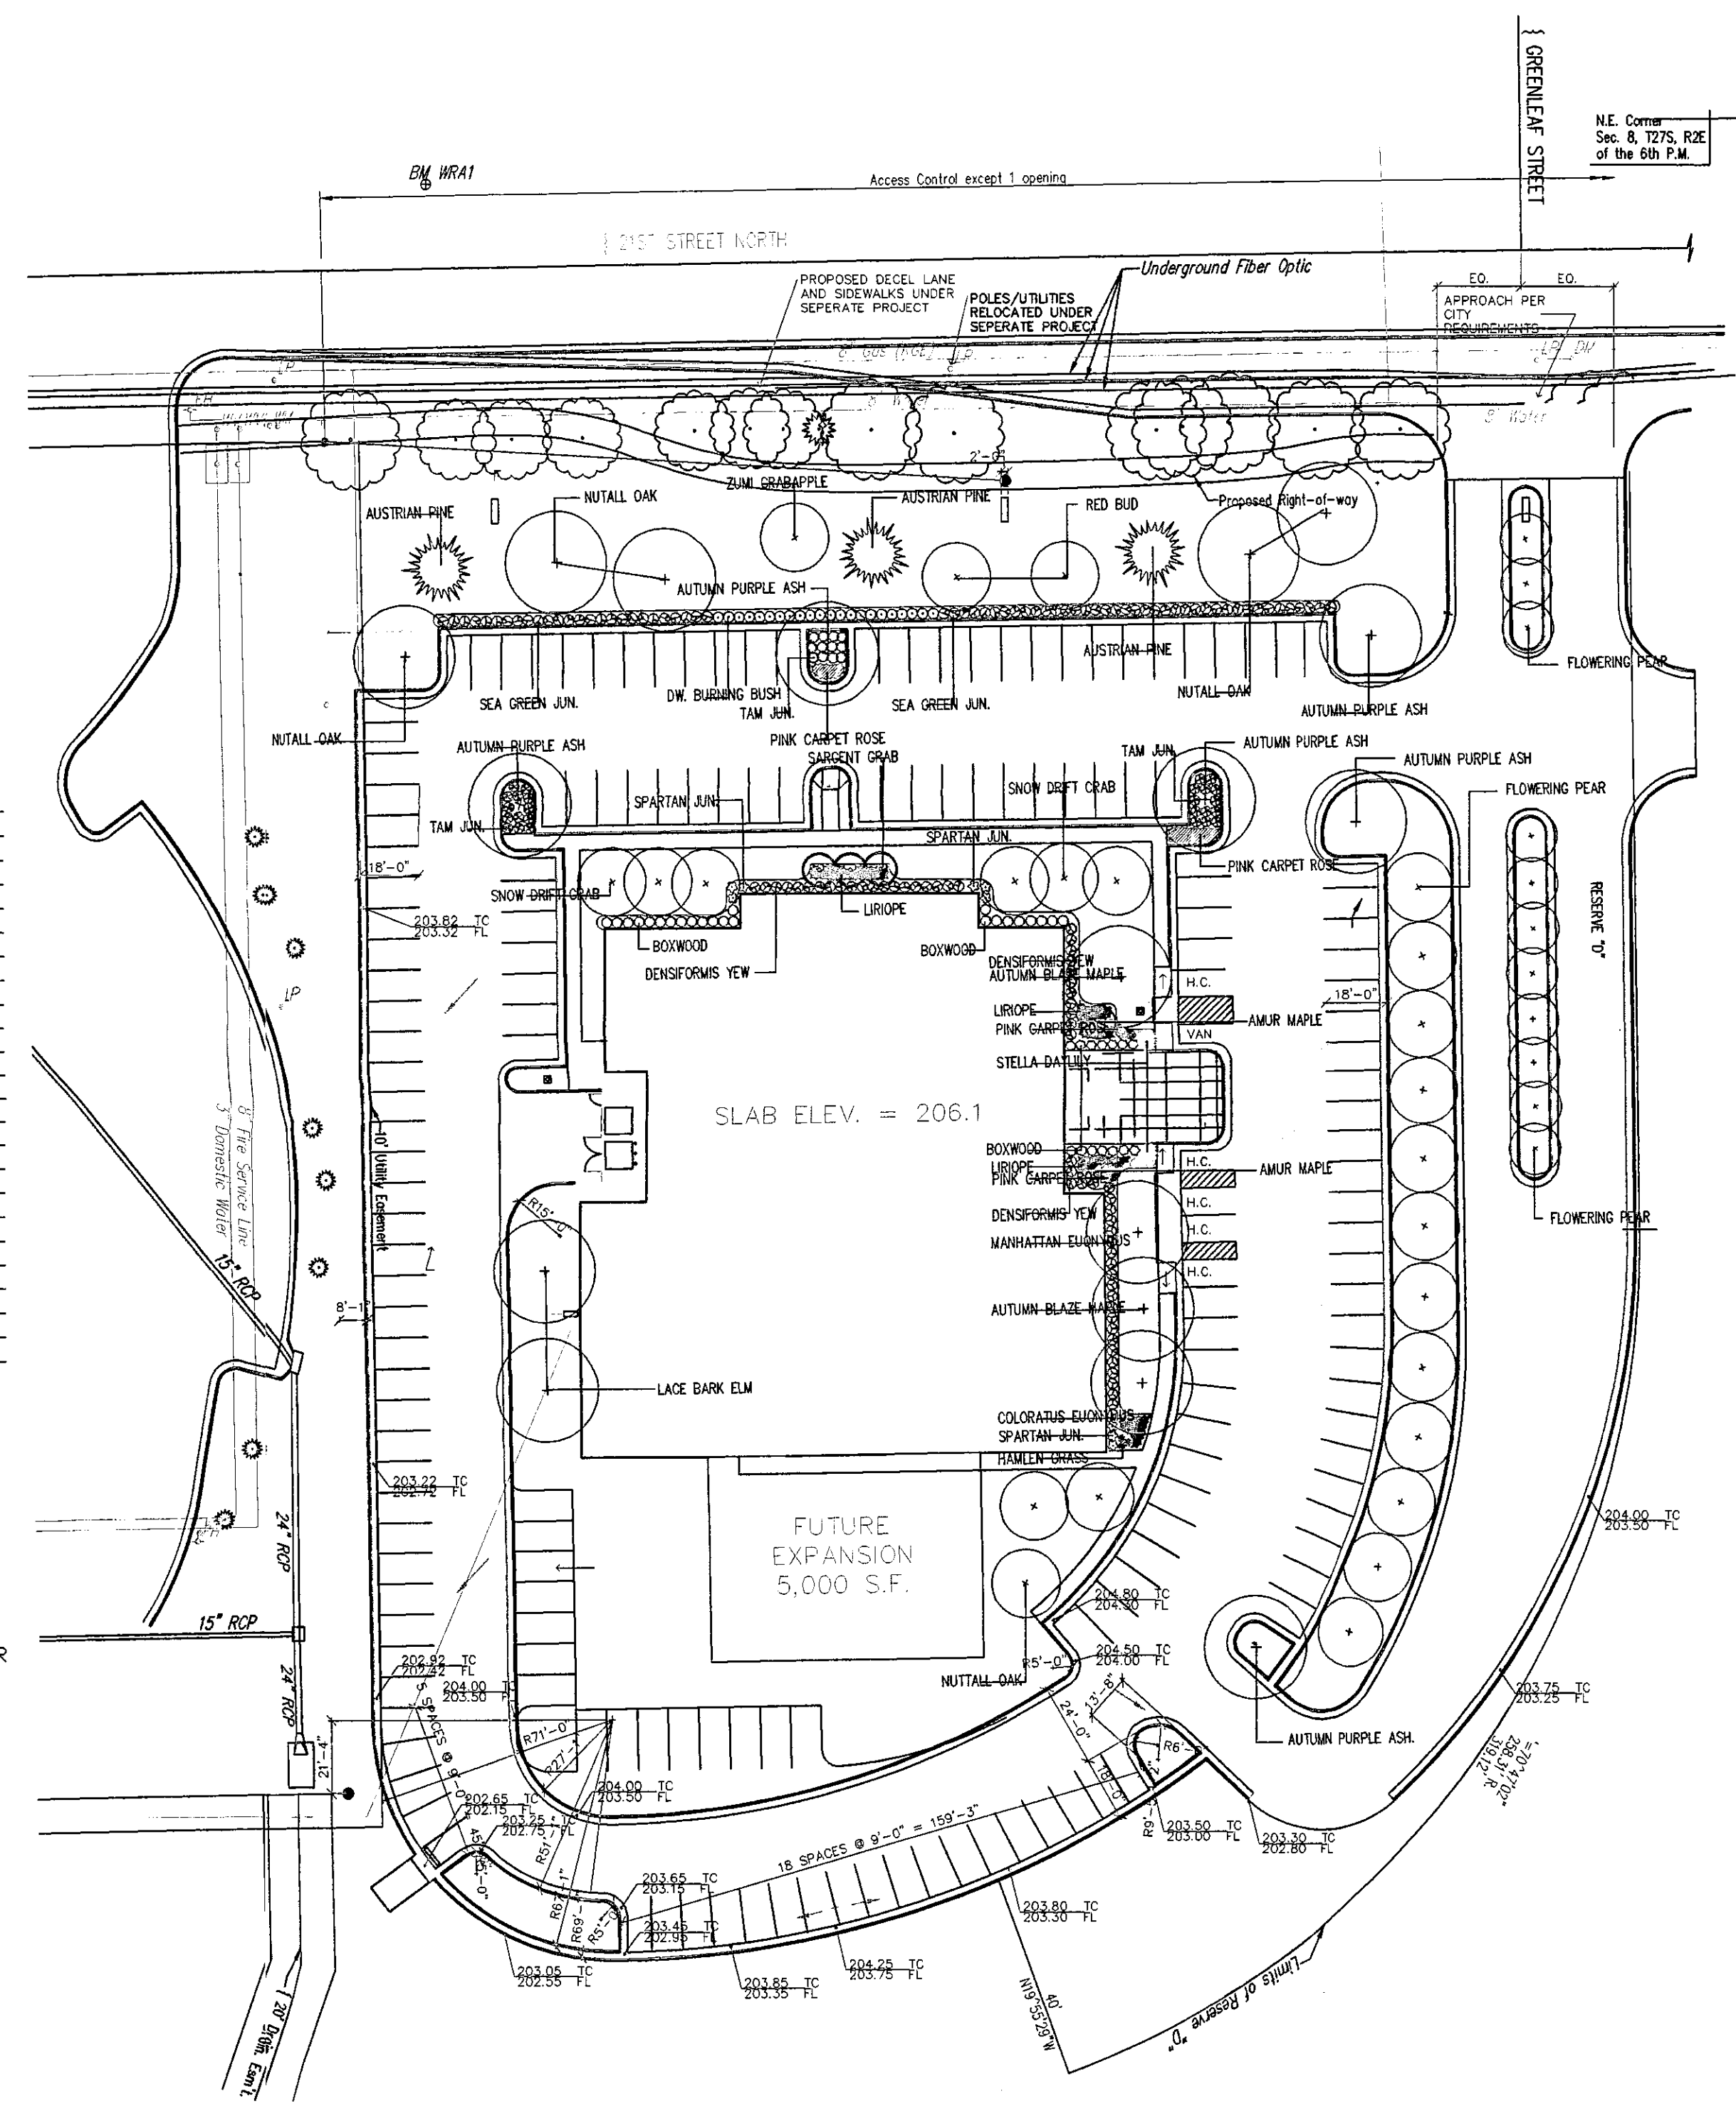 GREENLEAF STREET
N.E. Corner
Sec. 8, T27S, R2E
of the 6th P.M.
BM WRA1
Access Control except 1 opening
21ST STREET NORTH
Underground Fiber Optic
PROPOSED DECEL LANE
AND SIDEWALKS UNDER
SEPERATE PROJECT
POLES/UTILITIES
RELOCATED UNDER
SEPERATE PROJECT
EQ.
EQ.
APPROACH PER
CITY
REQUIREMENTS
LP
LP
8" Water
2'-0"
ZUMI CRABAPPLE
NUTALL OAK
AUSTRIAN PINE
AUSTRIAN PINE
RED BUD
Proposed Right-of-way
AUTUMN PURPLE ASH
AUSTRIAN PINE
FLOWERING PEAR
SEA GREEN JUN.
DW. BURNING BUSH
TAM JUN.
SEA GREEN JUN.
NUTALL OAK
AUTUMN PURPLE ASH
NUTALL OAK
AUTUMN PURPLE ASH
PINK CARPET ROSE
SARGENT CRAB
TAM JUN.
AUTUMN PURPLE ASH
AUTUMN PURPLE ASH
SPARTAN JUN.
SNOW DRIFT CRAB
FLOWERING PEAR
TAM JUN.
SPARTAN JUN.
PINK CARPET ROSE
18'-0"
SNOW DRIFT CRAB
LIRIOPE
203.82 TC
203.32 FL
BOXWOOD
BOXWOOD
RESERVE "D"
DENSIFORMIS YEW
DENSIFORMIS YEW
AUTUMN BLAZE MAPLE
H.C.
18'-0"
LP
LIRIOPE
AMUR MAPLE
PINK CARPET ROSE
VAN
STELLA DAYLILY
SLAB ELEV. = 206.1
8" Fire Service Line
3" Domestic Water
10' Utility Easement
BOXWOOD
LIRIOPE
PINK CARPET ROSE
H.C.
AMUR MAPLE
H.C.
DENSIFORMIS YEW
H.C.
FLOWERING PEAR
MANHATTAN EUONYMUS
H.C.
R15'-0"
15" RCP
8'-1"
AUTUMN BLAZE MAPLE
LACE BARK ELM
COLORATUS EUONYMUS
SPARTAN JUN.
HAMLEN GRASS
203.22 TC
202.72 FL
24" RCP
FUTURE
EXPANSION
5,000 S.F.
204.00 TC
203.50 FL
204.80 TC
204.30 FL
15" RCP
204.50 TC
204.00 FL
R5'-0"
NUTTALL OAK
202.92 TC
202.42 FL
204.00 TC
203.50 FL
24" RCP
5 SPACES @ 9'-0"
13'-8"
24'-0"
203.75 TC
203.25 FL
AUTUMN PURPLE ASH.
R71'-0"
21'-4"
18'-0"
204.00 TC
203.50 FL
202.65 TC
202.15 FL
203.25 TC
202.75 FL
18 SPACES @ 9'-0" = 159'-3"
203.50 TC
203.00 FL
203.30 TC
202.80 FL
R67'-1"
R5'-0"
203.65 TC
203.15 FL
203.45 TC
202.95 FL
203.80 TC
203.30 FL
203.05 TC
202.55 FL
203.85 TC
203.35 FL
204.25 TC
203.75 FL
40'
N19°55'29"W
Limits of Reserve "D"
20' Drain. Esm't.